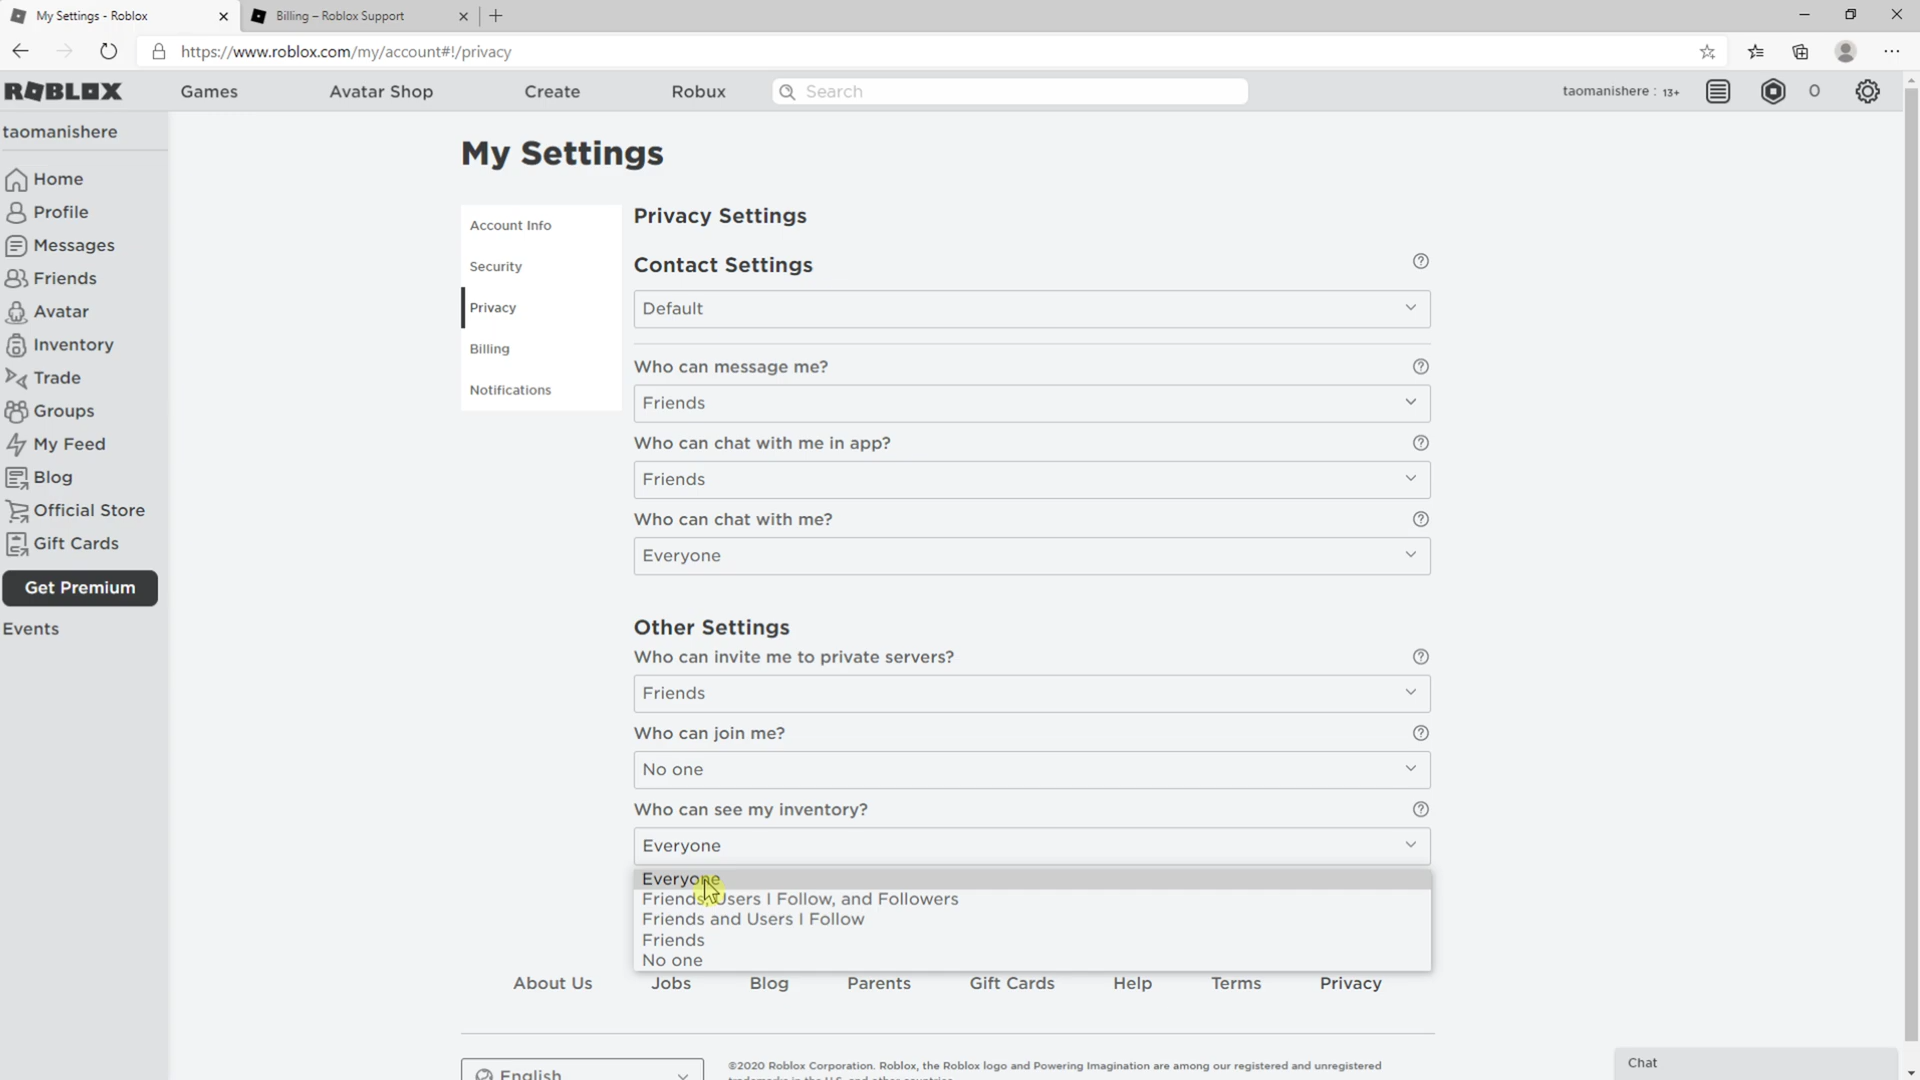 My Settings - Roblox
Billing – Roblox Support
https://www.roblox.com/my/account#!/privacy
ROBLOX
Games
Avatar Shop
Create
Robux
Search
taomanishere : 13+
0
taomanishere
Home
Profile
Messages
Friends
Avatar
Inventory
Trade
Groups
My Feed
Blog
Official Store
Gift Cards
Get Premium
Events
My Settings
Account Info
Security
Privacy
Billing
Notifications
Privacy Settings
Contact Settings
Default
Who can message me?
Friends
Who can chat with me in app?
Friends
Who can chat with me?
Everyone
Other Settings
Who can invite me to private servers?
Friends
Who can join me?
No one
Who can see my inventory?
Everyone
Everyone
Friends, Users I Follow, and Followers
Friends and Users I Follow
Friends
No one
About Us
Jobs
Blog
Parents
Gift Cards
Help
Terms
Privacy
English
©2020 Roblox Corporation. Roblox, the Roblox logo and Powering Imagination are among our registered and unregistered
trademarks in the U.S. and other countries.
Chat